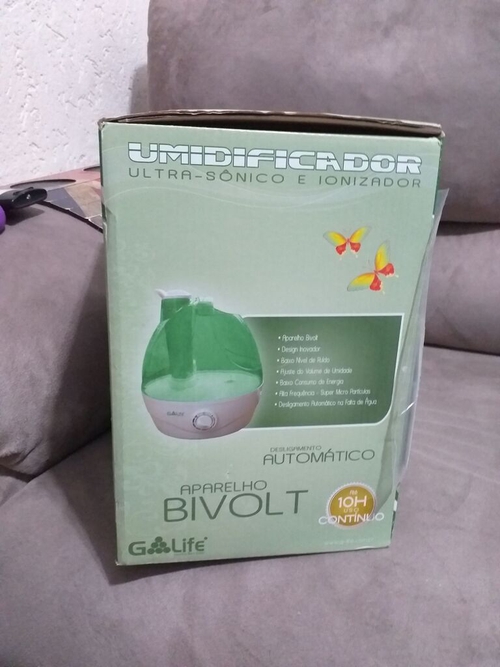 UMIDIFICADOR
ULTRA-SÔNICO E IONIZADOR
• Aparelho Bivolt
• Design Inovador
• Baixo Nível de Ruído
• Ajuste do Volume de Umidade
• Baixo Consumo de Energia
• Alta Frequência - Super Micro Partículas
• Desligamento Automático na Falta de Água
DESLIGAMENTO
AUTOMÁTICO
APARELHO
BIVOLT
10H
USO
CONTÍNUO
G Life